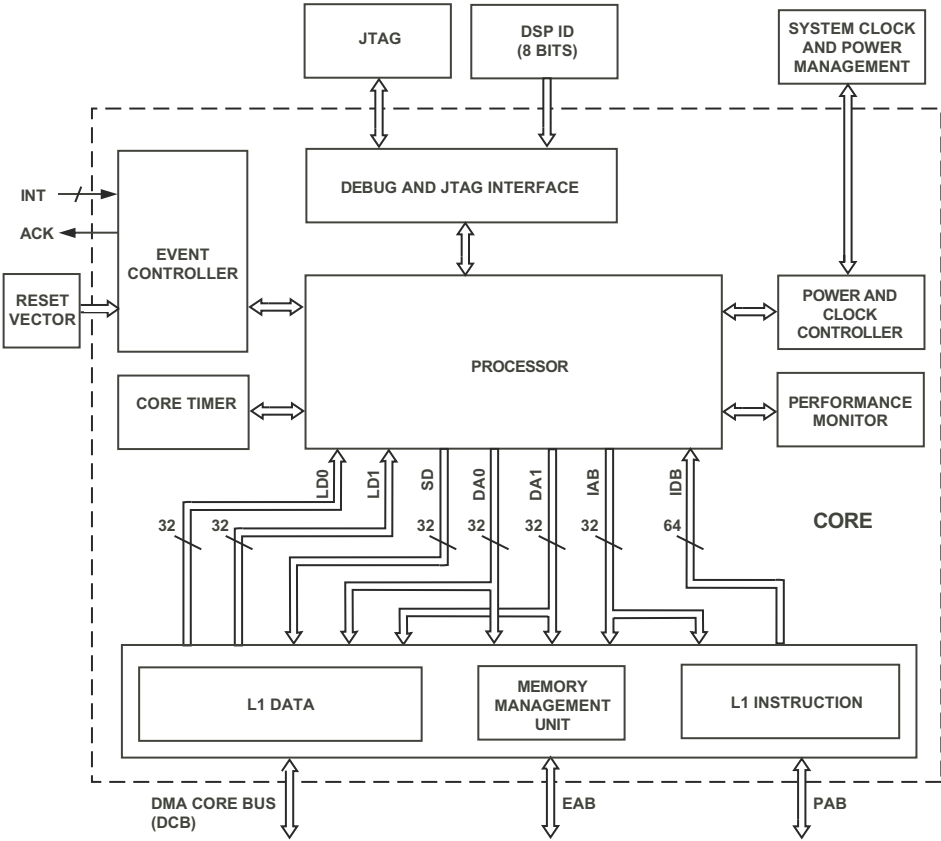 JTAG
DSP ID
(8 BITS)
SYSTEM CLOCK
AND POWER
MANAGEMENT
DEBUG AND JTAG INTERFACE
INT
ACK
EVENT
CONTROLLER
RESET
VECTOR
POWER AND
CLOCK
CONTROLLER
PROCESSOR
CORE TIMER
PERFORMANCE
MONITOR
LD0
LD1
SD
DA0
DA1
IAB
IDB
32
32
32
32
32
32
64
CORE
L1 DATA
MEMORY
MANAGEMENT
UNIT
L1 INSTRUCTION
DMA CORE BUS
(DCB)
EAB
PAB